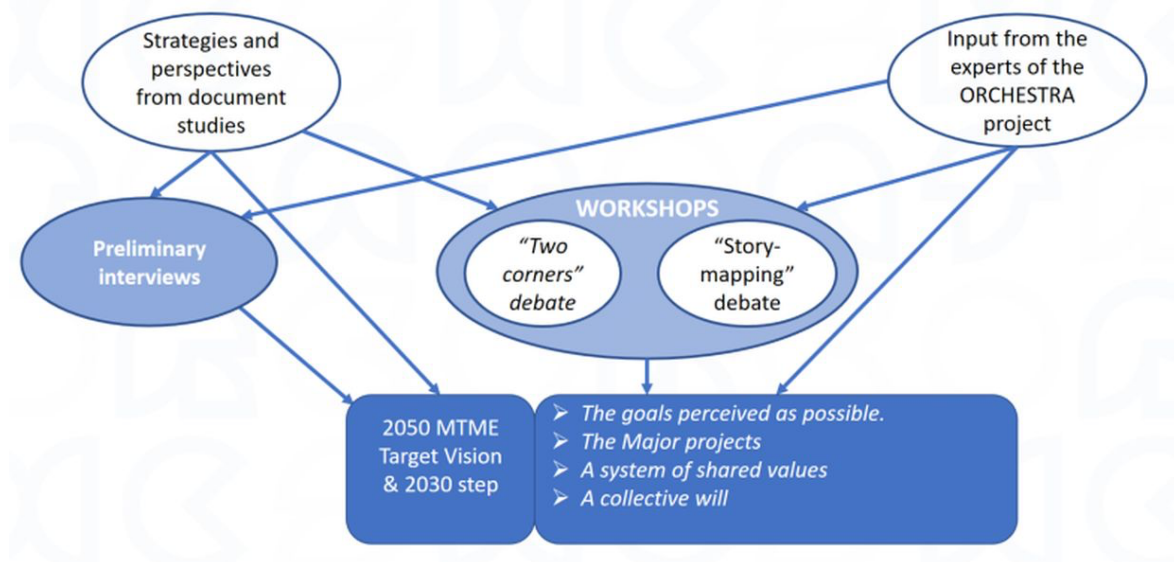 Strategies and
perspectives
from document
studies
Input from the
experts of the
ORCHESTRA
project
Preliminary
interviews
WORKSHOPS
“Two
corners”
debate
“Story-
mapping”
debate
2050 MTME
Target Vision
& 2030 step
➢ The goals perceived as possible.
➢ The Major projects
➢ A system of shared values
➢ A collective will